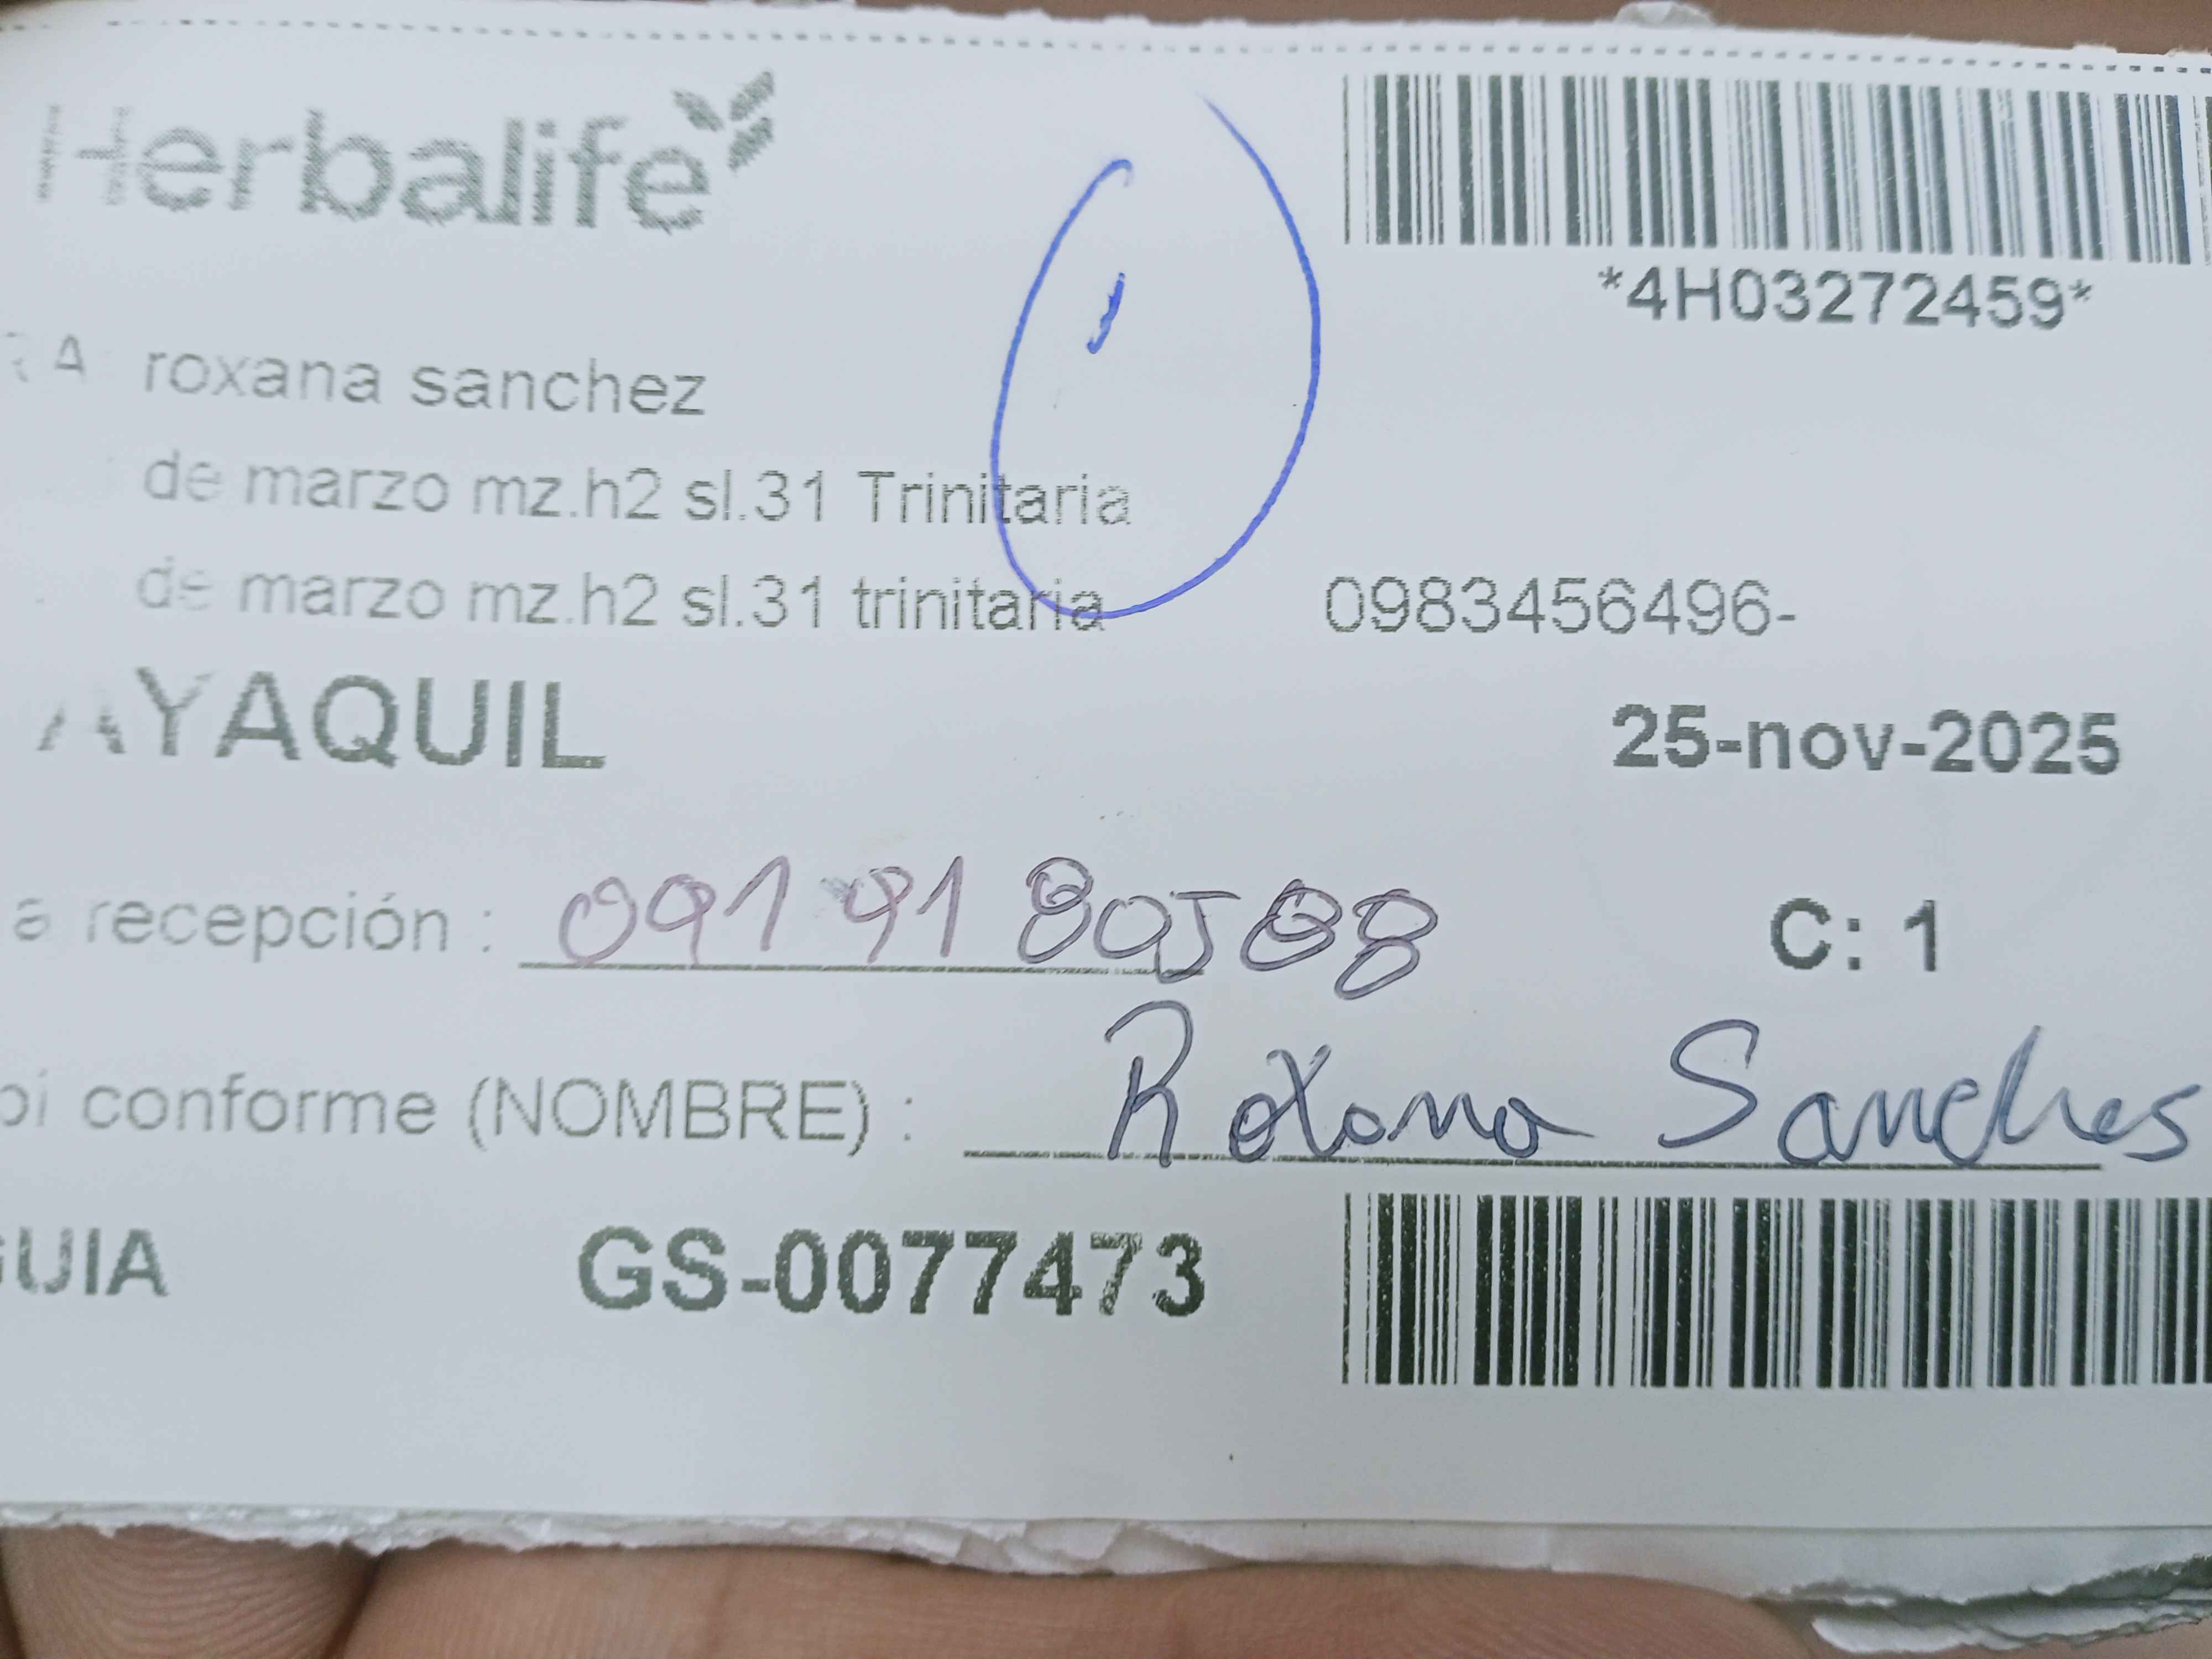 Herbalife
*4H03272459*
RA roxana sanchez
de marzo mz.h2 sl.31 Trinitaria
de marzo mz.h2 sl.31 trinitaria 0983456496-
AYAQUIL 25-nov-2025
a recepción : 0919180588 C: 1
bi conforme (NOMBRE) : Roxana Sanches
GUIA GS-0077473